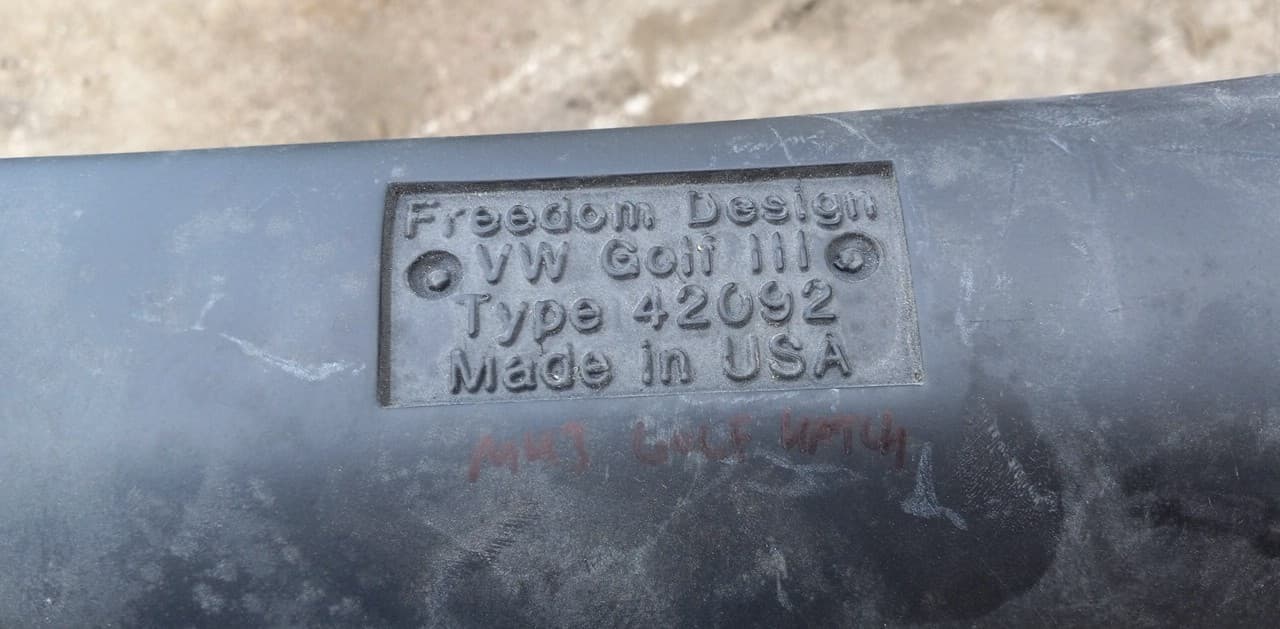 Freedom Design
VW Golf III
Type 42092
Made in USA
MK3 GOLF HATCH